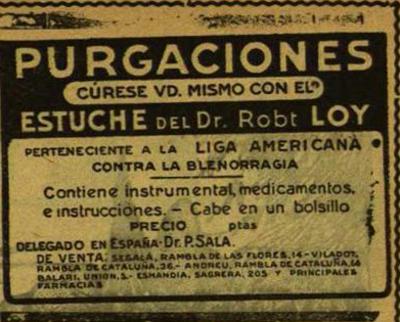 PURGACIONES
CÚRESE VD. MISMO CON EL
ESTUCHE DEL Dr. Robt LOY
PERTENECIENTE A LA LIGA AMERICANA
CONTRA LA BLENORRAGIA
Contiene instrumental, medicamentos,
e instrucciones. - Cabe en un bolsillo
PRECIO ptas
DELEGADO EN ESPAÑA - Dr. P. SALA.
DE VENTA: SEGALÁ, RAMBLA DE LAS FLORES, 14 - VILADOT,
RAMBLA DE CATALUÑA, 36.- ANDREU, RAMBLA DE CATALUÑA, 66
BALARI, UNION, 5.- ESMANDIA, SAGRERA, 205 Y PRINCIPALES
FARMACIAS